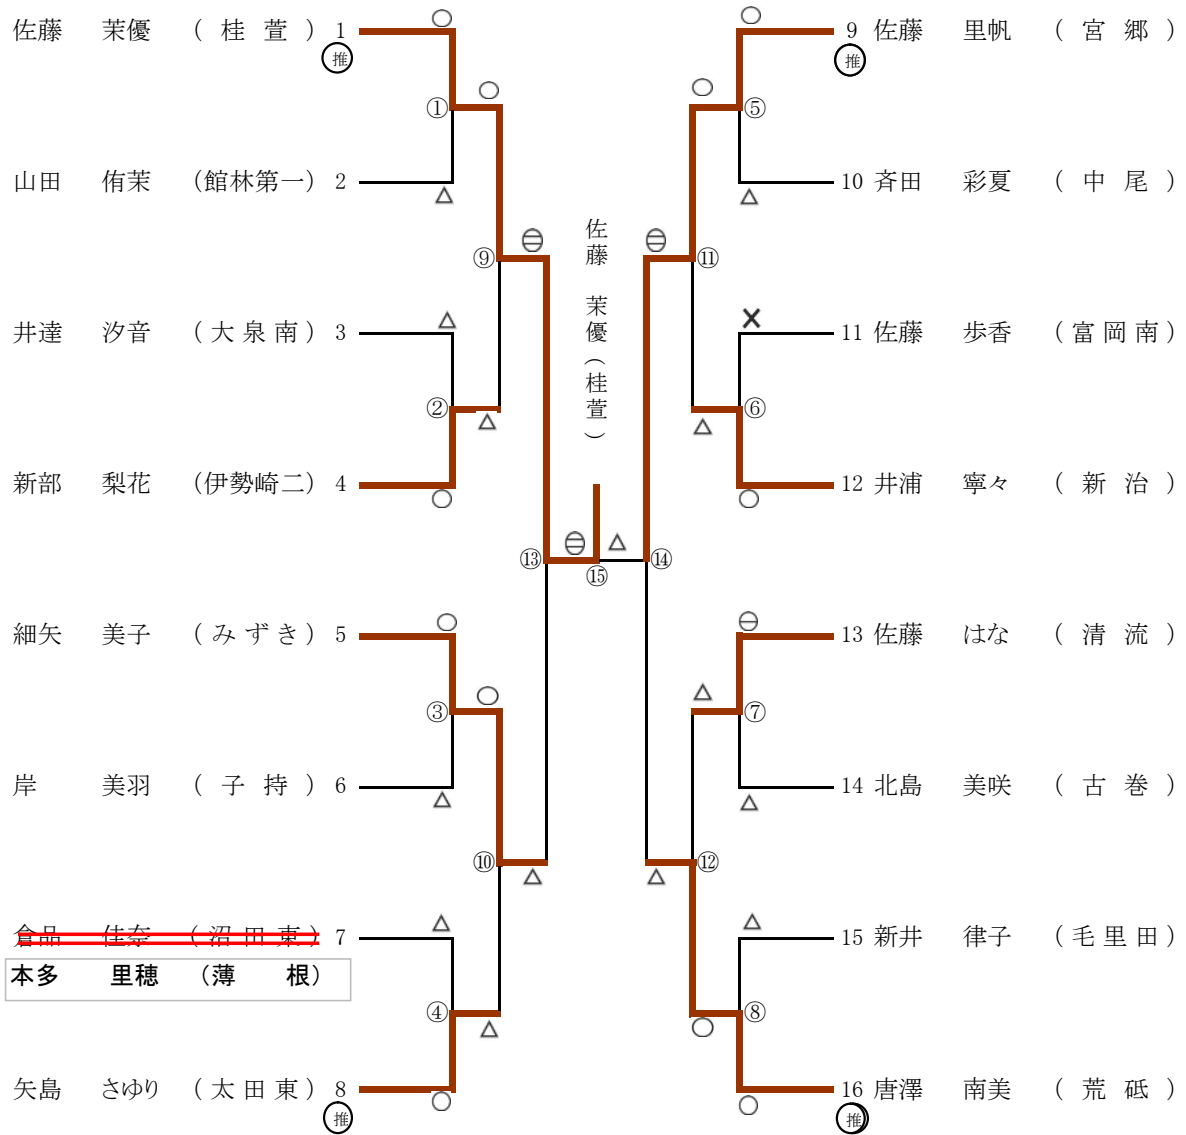 佐藤 茉優 （ 桂 萱 ） 1
推
山田 侑茉 （館林第一） 2
井達 汐音 （ 大 泉 南 ） 3
新部 梨花 （伊勢崎二） 4
細矢 美子 （ み ず き ） 5
岸 美羽 （ 子 持 ） 6
倉品 佳奈 （ 沼 田 東 ） 7
本多 里穂 （薄 根）
矢島 さゆり （ 太 田 東 ） 8
推
①
②
③
④
⑨
⑩
⑬
佐藤 茉優（桂萱）
⑮
⑭
⑪
⑫
⑤
⑥
⑦
⑧
9 佐藤 里帆 （ 宮 郷 ）
推
10 斉田 彩夏 （ 中 尾 ）
11 佐藤 歩香 （ 富 岡 南 ）
12 井浦 寧々 （ 新 治 ）
13 佐藤 はな （ 清 流 ）
14 北島 美咲 （ 古 巻 ）
15 新井 律子 （ 毛 里 田 ）
16 唐澤 南美 （ 荒 砥 ）
推